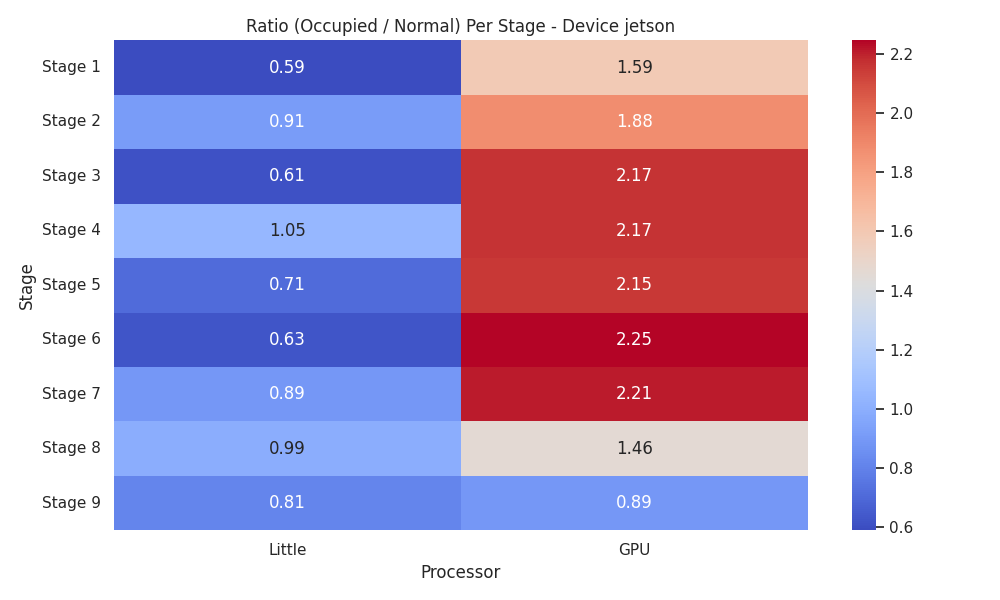 Ratio (Occupied / Normal) Per Stage - Device jetson
Stage
Stage 1 0.59 1.59
Stage 2 0.91 1.88
Stage 3 0.61 2.17
Stage 4 1.05 2.17
Stage 5 0.71 2.15
Stage 6 0.63 2.25
Stage 7 0.89 2.21
Stage 8 0.99 1.46
Stage 9 0.81 0.89
Little GPU
Processor
2.2
2.0
1.8
1.6
1.4
1.2
1.0
0.8
0.6